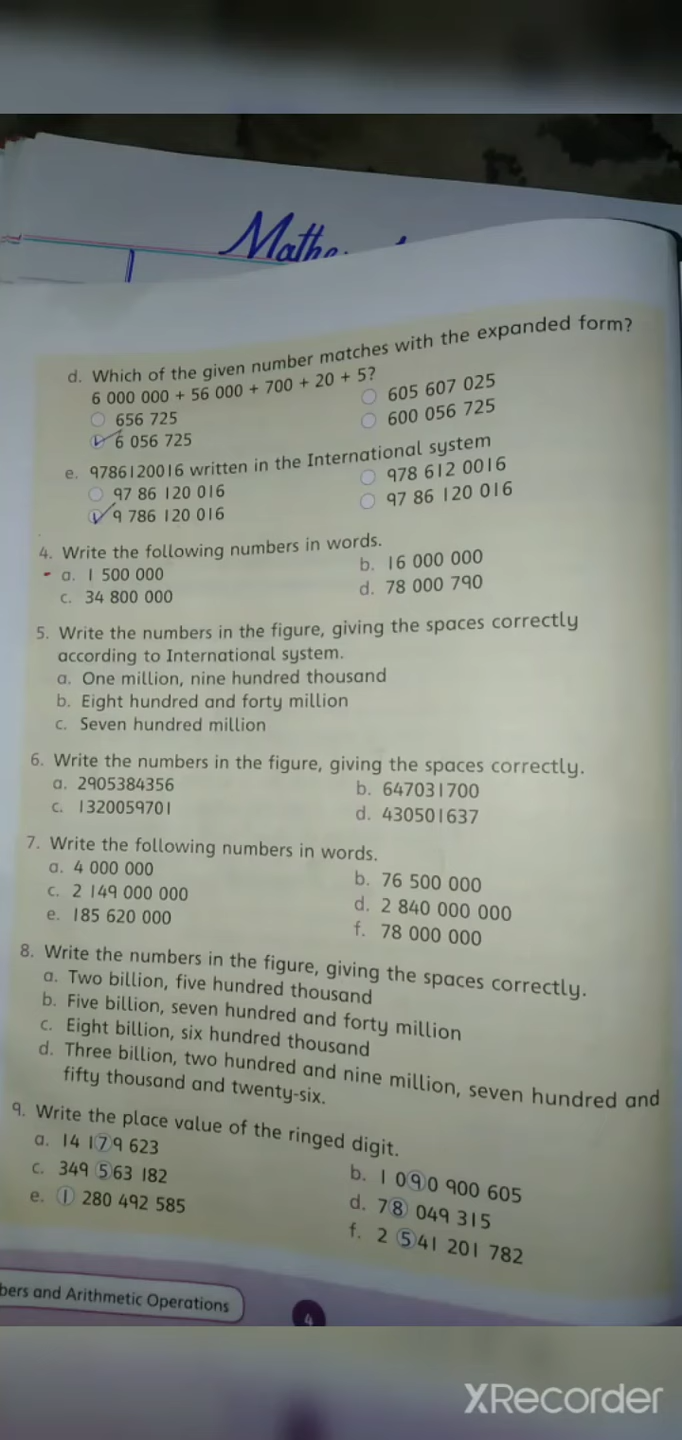 d. Which of the given number matches with the expanded form?
6 000 000 + 56 000 + 700 + 20 + 5?
656 725
605 607 025
6 056 725
600 056 725
e. 9786120016 written in the International system
97 86 120 016
978 612 0016
9 786 120 016
97 86 120 016
4. Write the following numbers in words.
a. 1 500 000
b. 16 000 000
c. 34 800 000
d. 78 000 790
5. Write the numbers in the figure, giving the spaces correctly
according to International system.
a. One million, nine hundred thousand
b. Eight hundred and forty million
c. Seven hundred million
6. Write the numbers in the figure, giving the spaces correctly.
a. 2905384356
b. 647031700
c. 1320059701
d. 430501637
7. Write the following numbers in words.
a. 4 000 000
b. 76 500 000
c. 2 149 000 000
d. 2 840 000 000
e. 185 620 000
f. 78 000 000
8. Write the numbers in the figure, giving the spaces correctly.
a. Two billion, five hundred thousand
b. Five billion, seven hundred and forty million
c. Eight billion, six hundred thousand
d. Three billion, two hundred and nine million, seven hundred and
fifty thousand and twenty-six.
9. Write the place value of the ringed digit.
a. 14 179 623
b. 1 090 900 605
c. 349 563 182
d. 78 049 315
e. 1 280 492 585
f. 2 541 201 782
and Arithmetic Operations
4
XRecorder